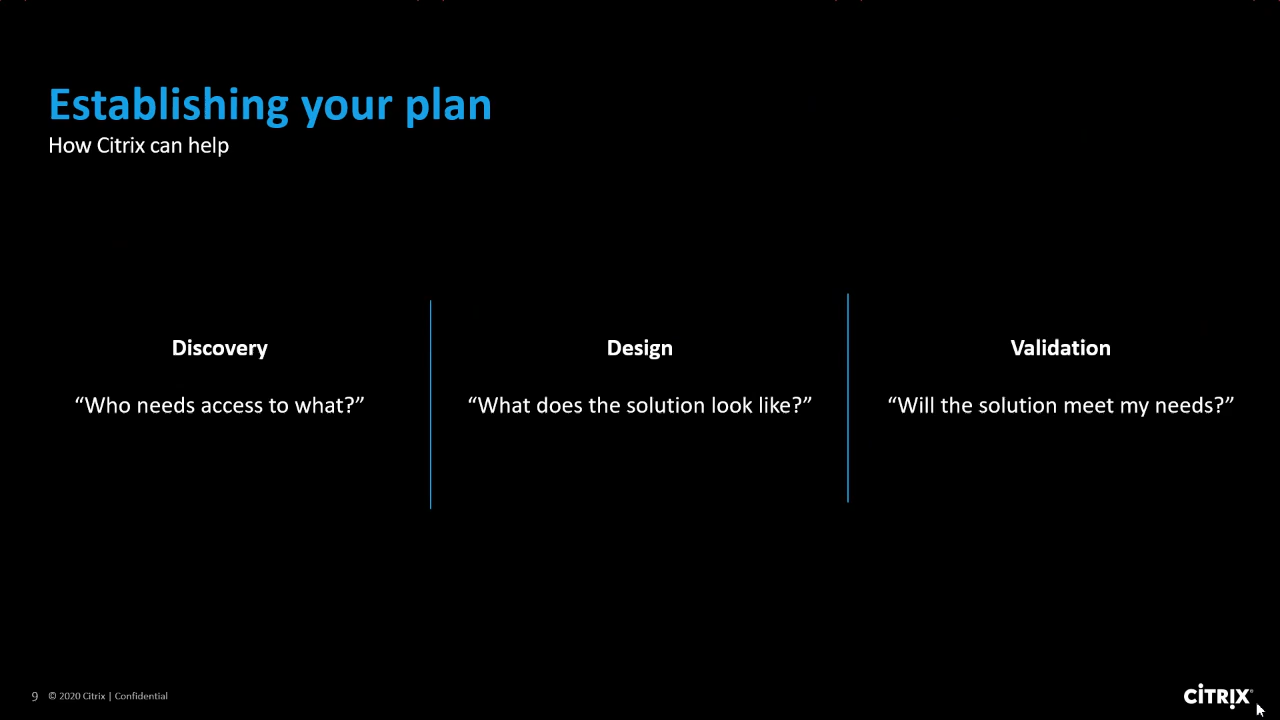 Establishing your plan
How Citrix can help
Discovery
Design
Validation
“Who needs access to what?”
“What does the solution look like?”
“Will the solution meet my needs?”
9 © 2020 Citrix | Confidential
CITRIX®